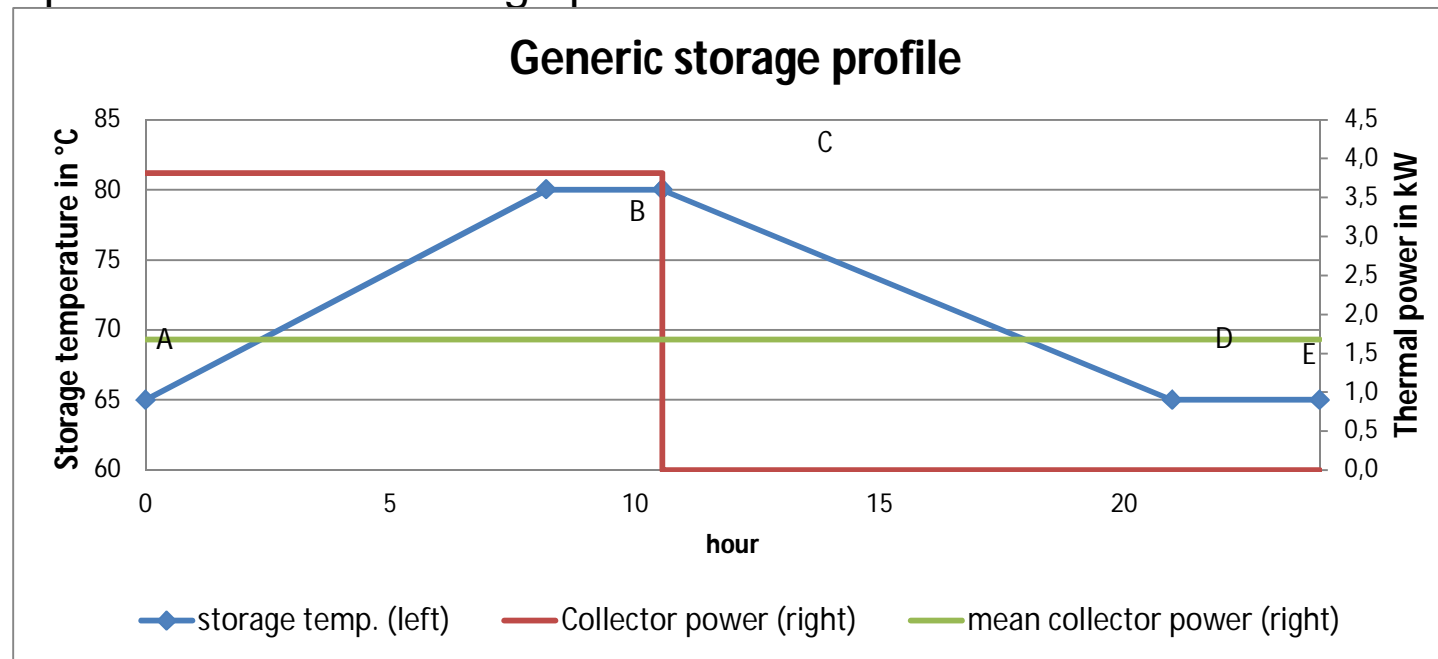 Generic storage profile
Storage temperature in °C
85
80
75
70
65
60
4,5
4,0
3,5
3,0
2,5
2,0
1,5
1,0
0,5
0,0
Thermal power in kW
C
B
A
D
E
0
5
10
15
20
hour
storage temp. (left)
Collector power (right)
mean collector power (right)